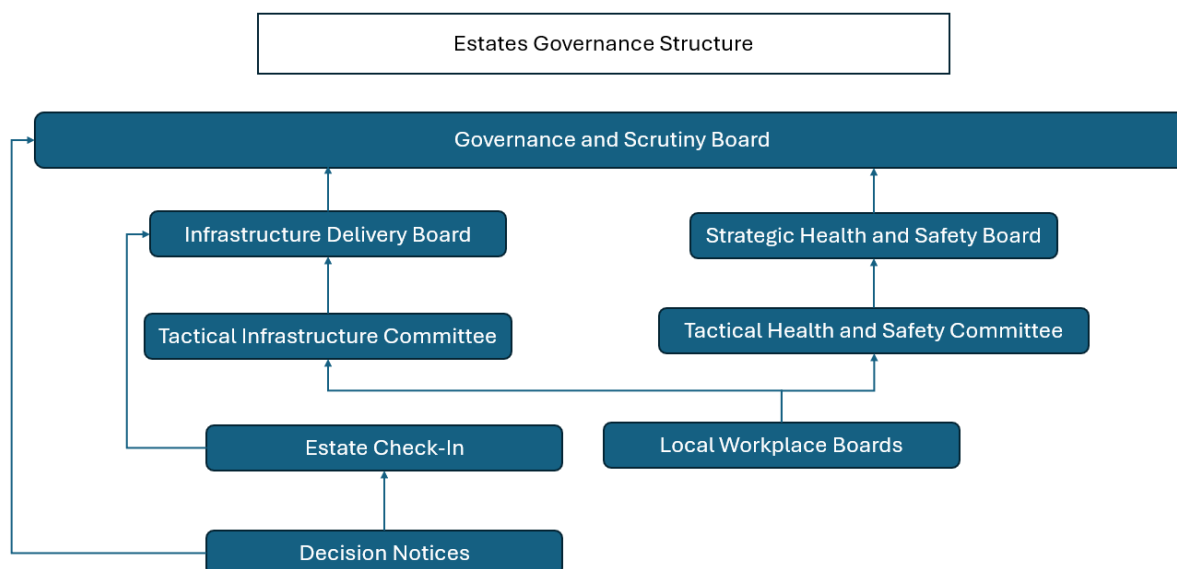 Estates Governance Structure
Governance and Scrutiny Board
Infrastructure Delivery Board
Strategic Health and Safety Board
Tactical Infrastructure Committee
Tactical Health and Safety Committee
Estate Check-In
Local Workplace Boards
Decision Notices